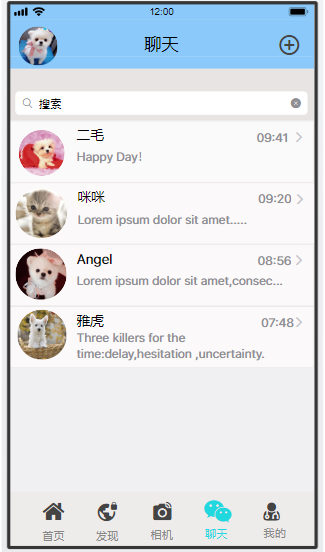 12:00
聊天
搜索
二毛
09:41
Happy Day!
咪咪
09:20
Lorem ipsum dolor sit amet.....
Angel
08:56
Lorem ipsum dolor sit amet,consec...
雅虎
07:48
Three killers for the
time:delay,hesitation ,uncertainty.
首页 发现 相机 聊天 我的